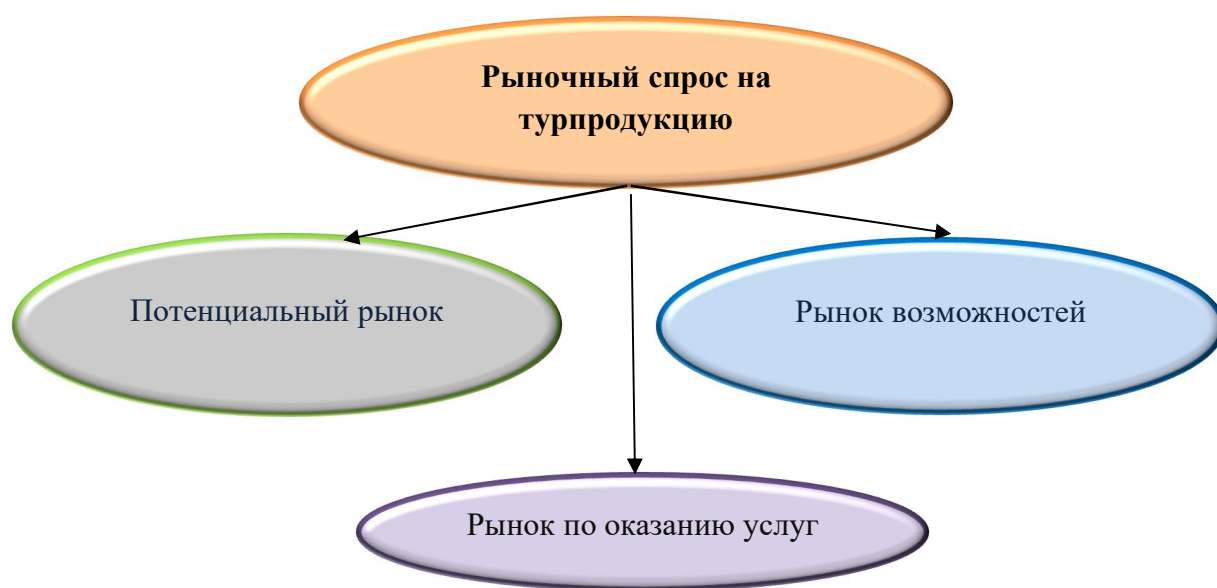 Рыночный спрос на
турпродукцию
Потенциальный рынок
Рынок возможностей
Рынок по оказанию услуг